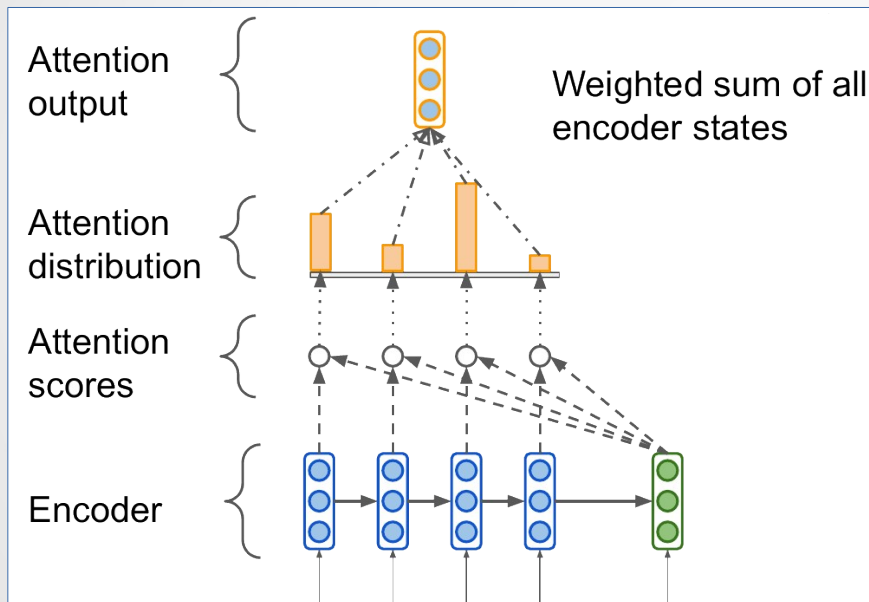 Attention
output
Weighted sum of all
encoder states
Attention
distribution
Attention
scores
Encoder